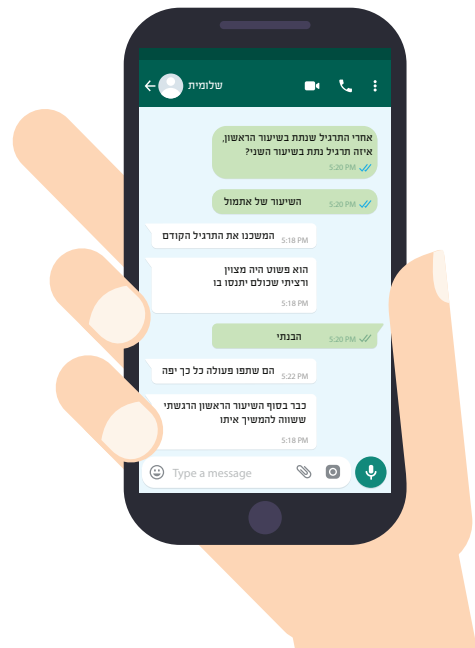 שלומית
אחרי התרגיל שנתת בשיעור הראשון,
איזה תרגיל נתת בשיעור השני?
5:20 PM
השיעור של אתמול
5:20 PM
המשכנו את התרגיל הקודם
5:18 PM
הוא פשוט היה מצוין
ורציתי שכולם יתנסו בו
5:18 PM
הבנתי
5:20 PM
הם שתפו פעולה כל כך יפה
5:22 PM
כבר בסוף השיעור הראשון הרגשתי
ששווה להמשיך איתו
5:18 PM
Type a message